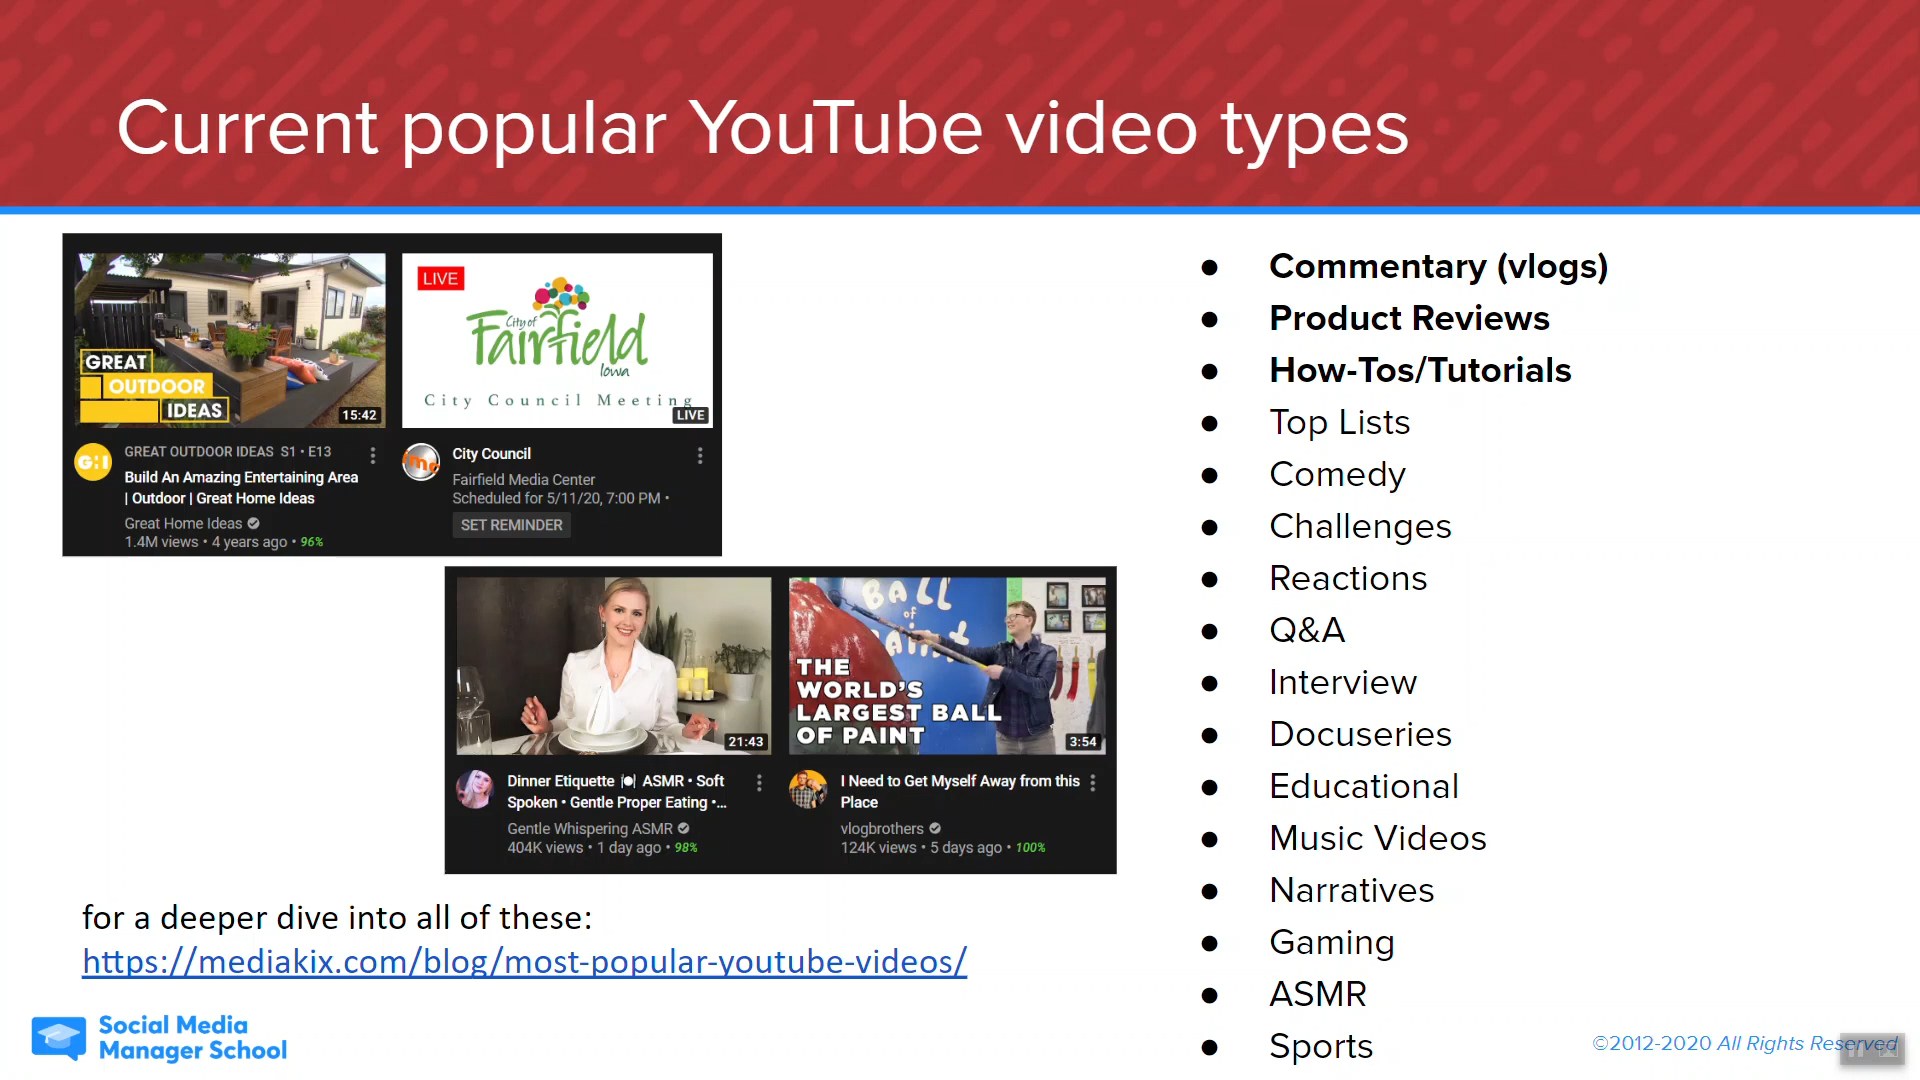 Current popular YouTube video types
GREAT
OUTDOOR
IDEAS
15:42
LIVE
City of
Fairfield
Iowa
City Council Meeting
LIVE
GREAT OUTDOOR IDEAS S1 • E13
Build An Amazing Entertaining Area
| Outdoor | Great Home Ideas
Great Home Ideas
1.4M views • 4 years ago • 96%
City Council
Fairfield Media Center
Scheduled for 5/11/20, 7:00 PM •
SET REMINDER
21:43
BALL
of
Paint
THE
WORLD'S
LARGEST BALL
OF PAINT
3:54
Dinner Etiquette 🍽 ASMR • Soft
Spoken • Gentle Proper Eating •...
Gentle Whispering ASMR
404K views • 1 day ago • 98%
I Need to Get Myself Away from this
Place
vlogbrothers
124K views • 5 days ago • 100%
for a deeper dive into all of these:
https://mediakix.com/blog/most-popular-youtube-videos/
● Commentary (vlogs)
● Product Reviews
● How-Tos/Tutorials
● Top Lists
● Comedy
● Challenges
● Reactions
● Q&A
● Interview
● Docuseries
● Educational
● Music Videos
● Narratives
● Gaming
● ASMR
● Sports
Social Media
Manager School
©2012-2020 All Rights Reserved